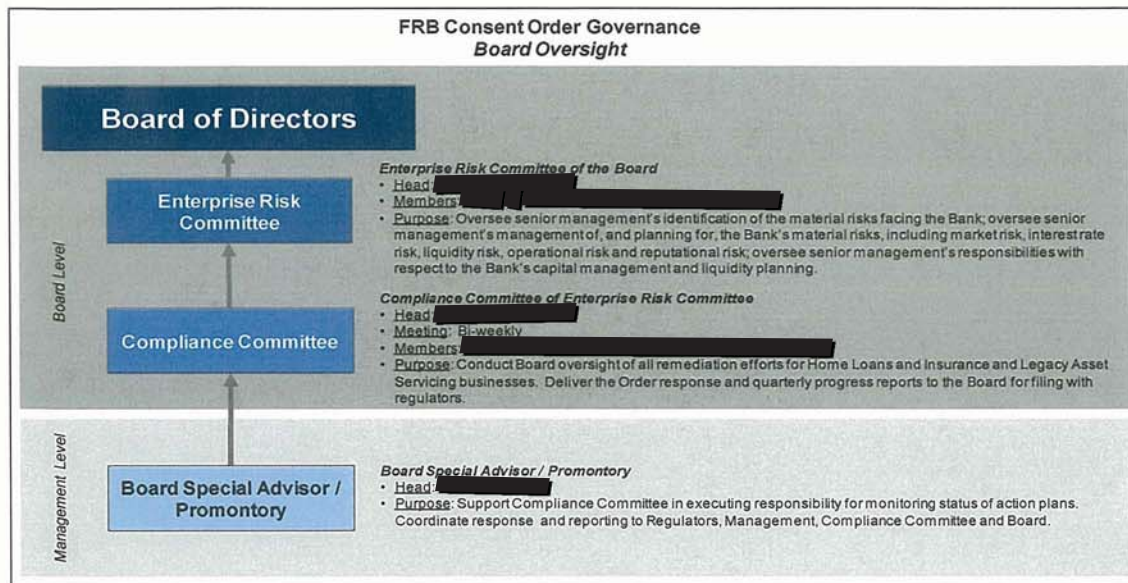 FRB Consent Order Governance
Board Oversight
Board of Directors
Board Level
Enterprise Risk
Committee
Enterprise Risk Committee of the Board
• Head:
• Members:
• Purpose: Oversee senior management's identification of the material risks facing the Bank; oversee senior
management's management of, and planning for, the Bank's material risks, including market risk, interest rate
risk, liquidity risk, operational risk and reputational risk; oversee senior management's responsibilities with
respect to the Bank's capital management and liquidity planning.
Compliance Committee
Compliance Committee of Enterprise Risk Committee
• Head:
• Meeting: Bi-weekly
• Members:
• Purpose: Conduct Board oversight of all remediation efforts for Home Loans and Insurance and Legacy Asset
Servicing businesses. Deliver the Order response and quarterly progress reports to the Board for filing with
regulators.
Management Level
Board Special Advisor /
Promontory
Board Special Advisor / Promontory
• Head:
• Purpose: Support Compliance Committee in executing responsibility for monitoring status of action plans.
Coordinate response and reporting to Regulators, Management, Compliance Committee and Board.